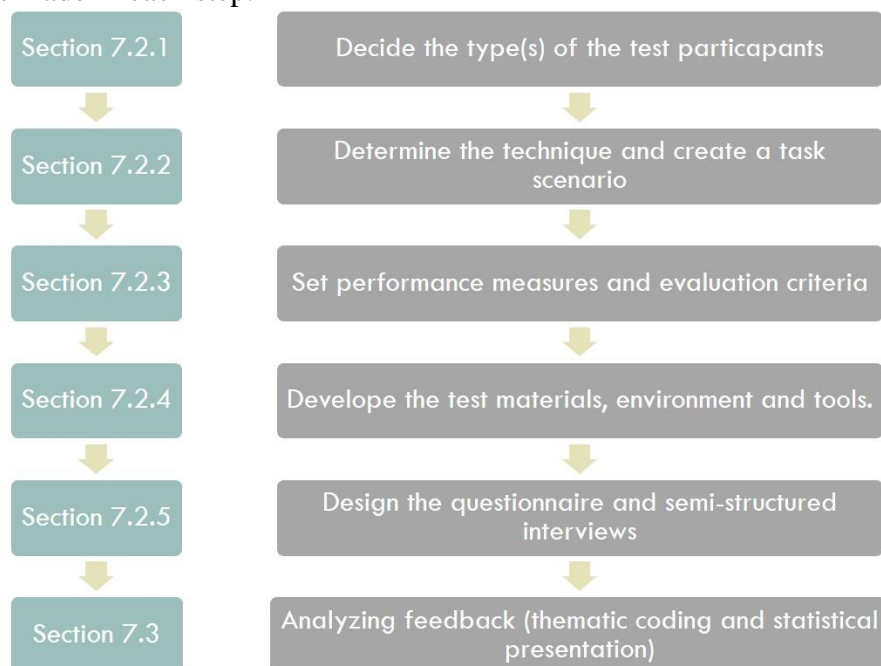 Section 7.2.1
Decide the type(s) of the test particapants
Section 7.2.2
Determine the technique and create a task
scenario
Section 7.2.3
Set performance measures and evaluation criteria
Section 7.2.4
Develope the test materials, environment and tools.
Section 7.2.5
Design the questionnaire and semi-structured
interviews
Section 7.3
Analyzing feedback (thematic coding and statistical
presentation)